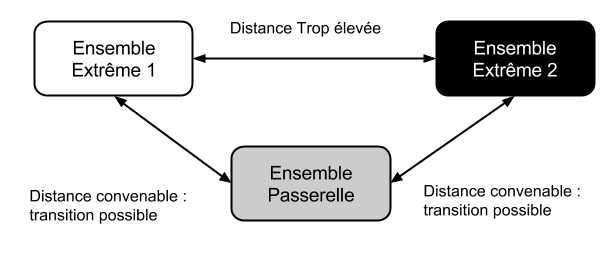 Distance Trop élevée
Ensemble
Extrême 1
Ensemble
Extrême 2
Ensemble
Passerelle
Distance convenable :
transition possible
Distance convenable :
transition possible